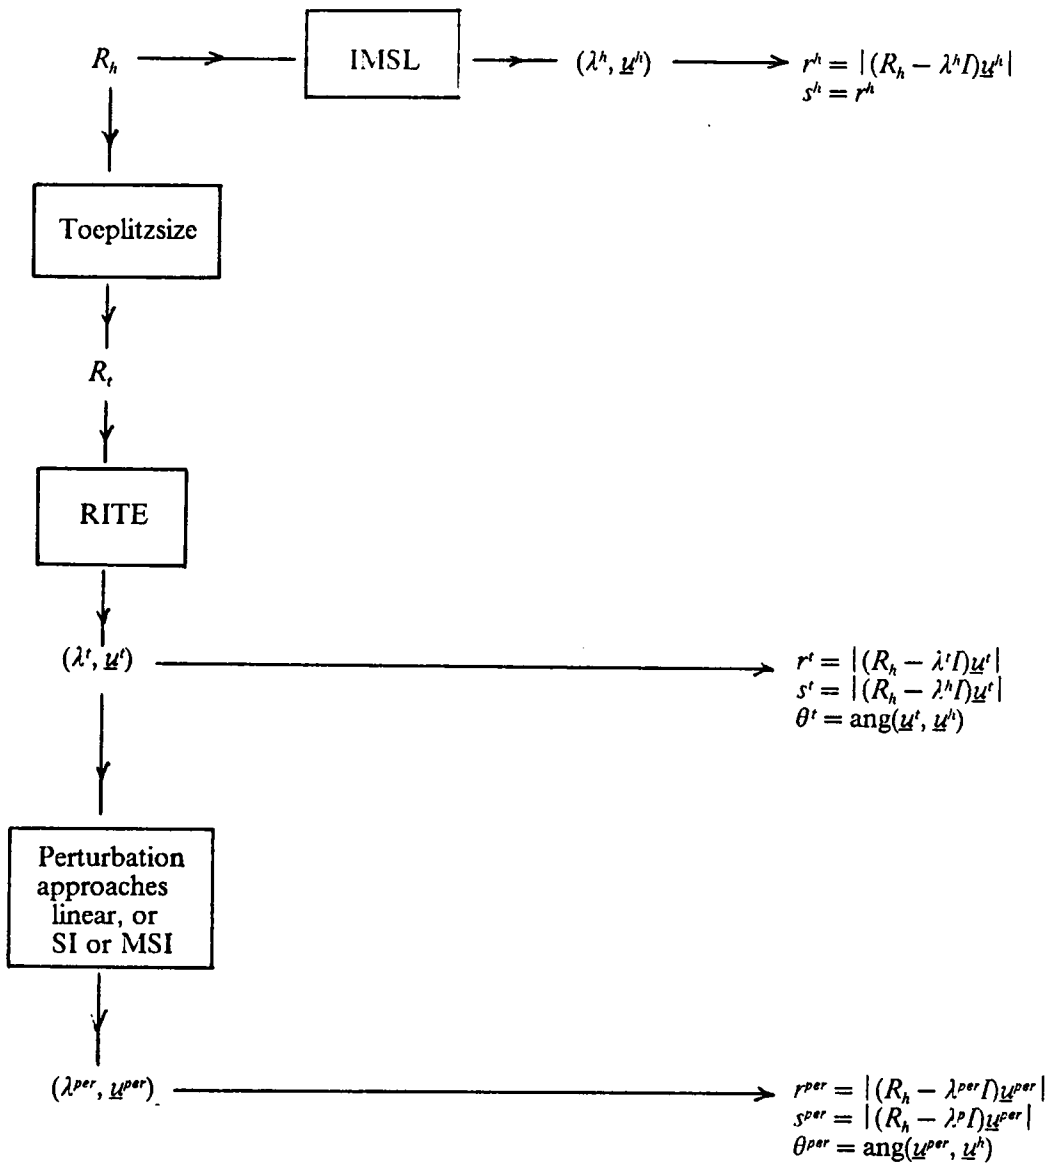 R_h IMSL (λ^h, u^h) r^h = |(R_h − λ^h I)u^h|
s^h = r^h
Toeplitzsize
R_t
RITE
(λ^t, u^t) r^t = |(R_h − λ^t I)u^t|
s^t = |(R_h − λ^h I)u^t|
θ^t = ang(u^t, u^h)
Perturbation
approaches
linear, or
SI or MSI
(λ^per, u^per) r^per = |(R_h − λ^per I)u^per|
s^per = |(R_h − λ^p I)u^per|
θ^per = ang(u^per, u^h)